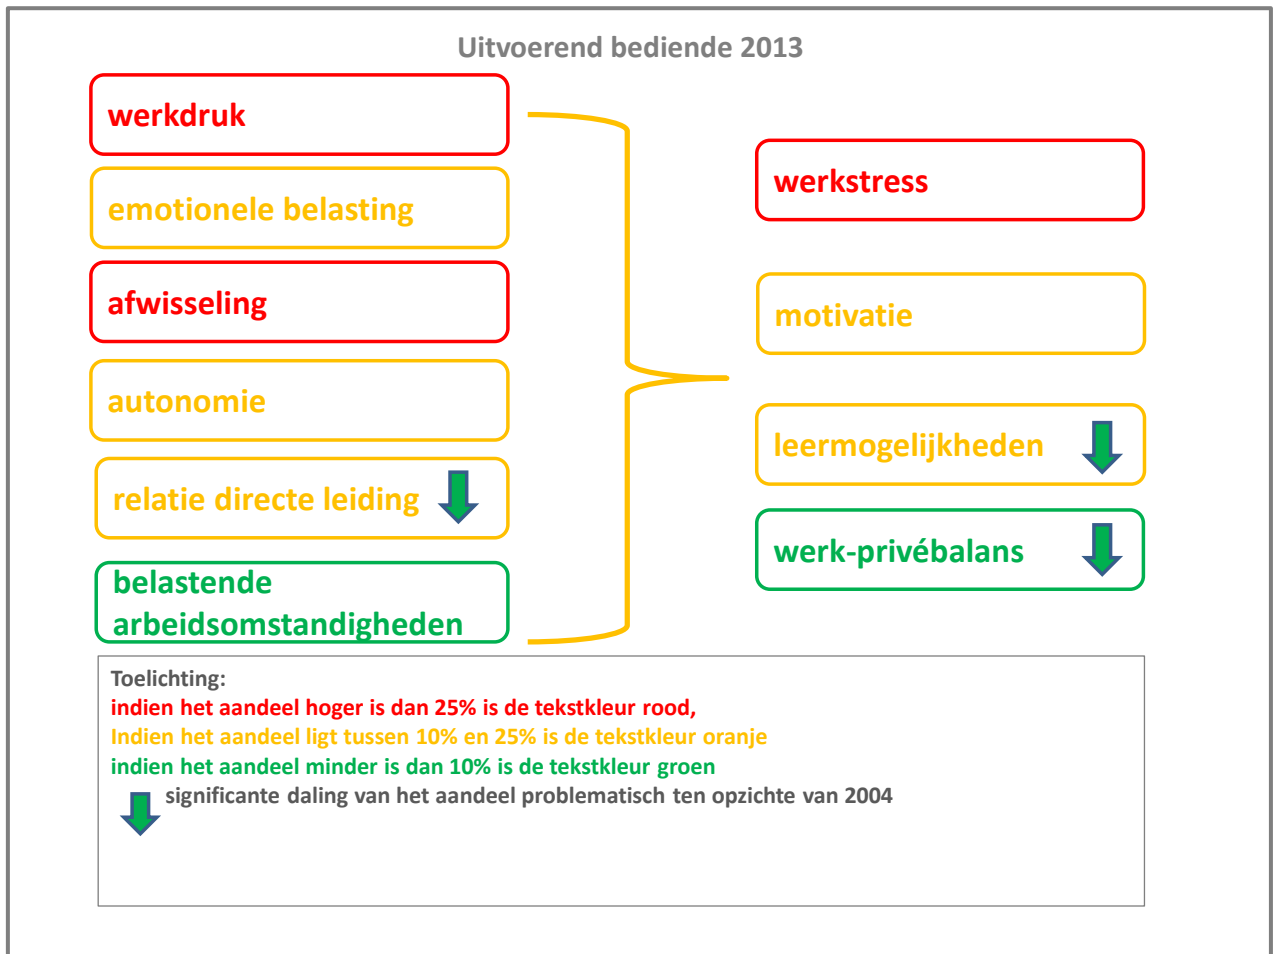 Uitvoerend bediende 2013
werkdruk
emotionele belasting
afwisseling
autonomie
relatie directe leiding
belastende
arbeidsomstandigheden
werkstress
motivatie
leermogelijkheden
werk-privébalans
Toelichting:
indien het aandeel hoger is dan 25% is de tekstkleur rood,
Indien het aandeel ligt tussen 10% en 25% is de tekstkleur oranje
indien het aandeel minder is dan 10% is de tekstkleur groen
significante daling van het aandeel problematisch ten opzichte van 2004